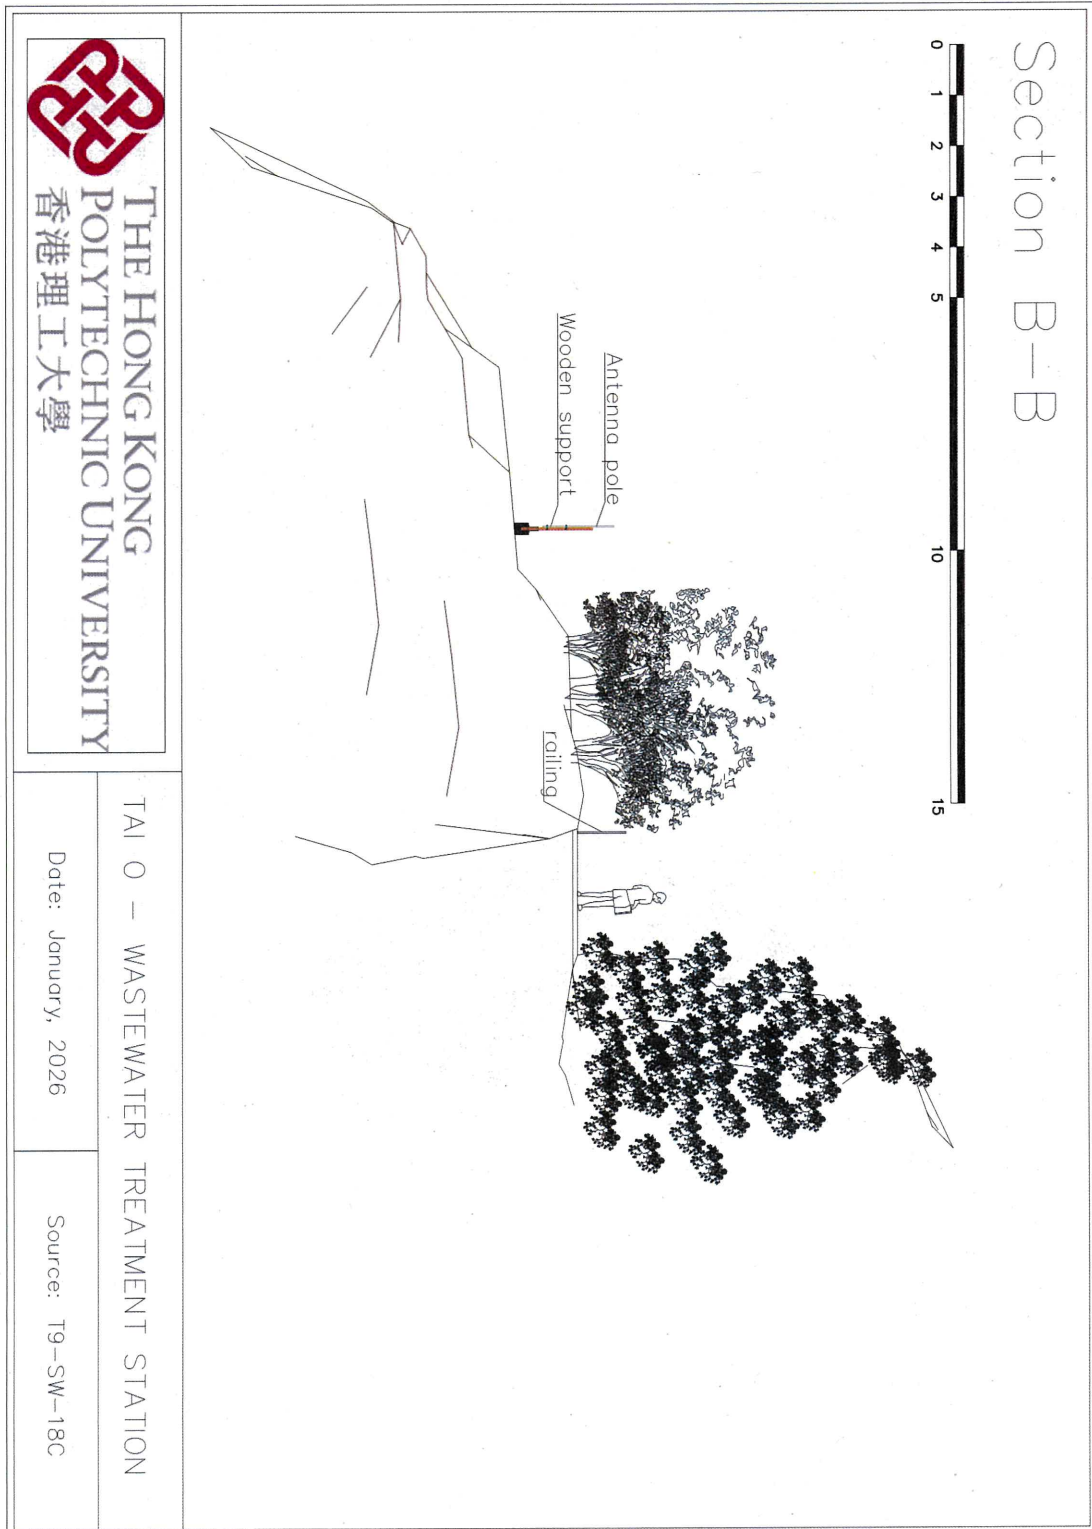 Section B-B
0 1 2 3 4 5 10 15
Antenna pole
Wooden support
railing
THE HONG KONG
POLYTECHNIC UNIVERSITY
香港理工大學
TAI O - WASTEWATER TREATMENT STATION
Date: January, 2026
Source: T9-SW-18C